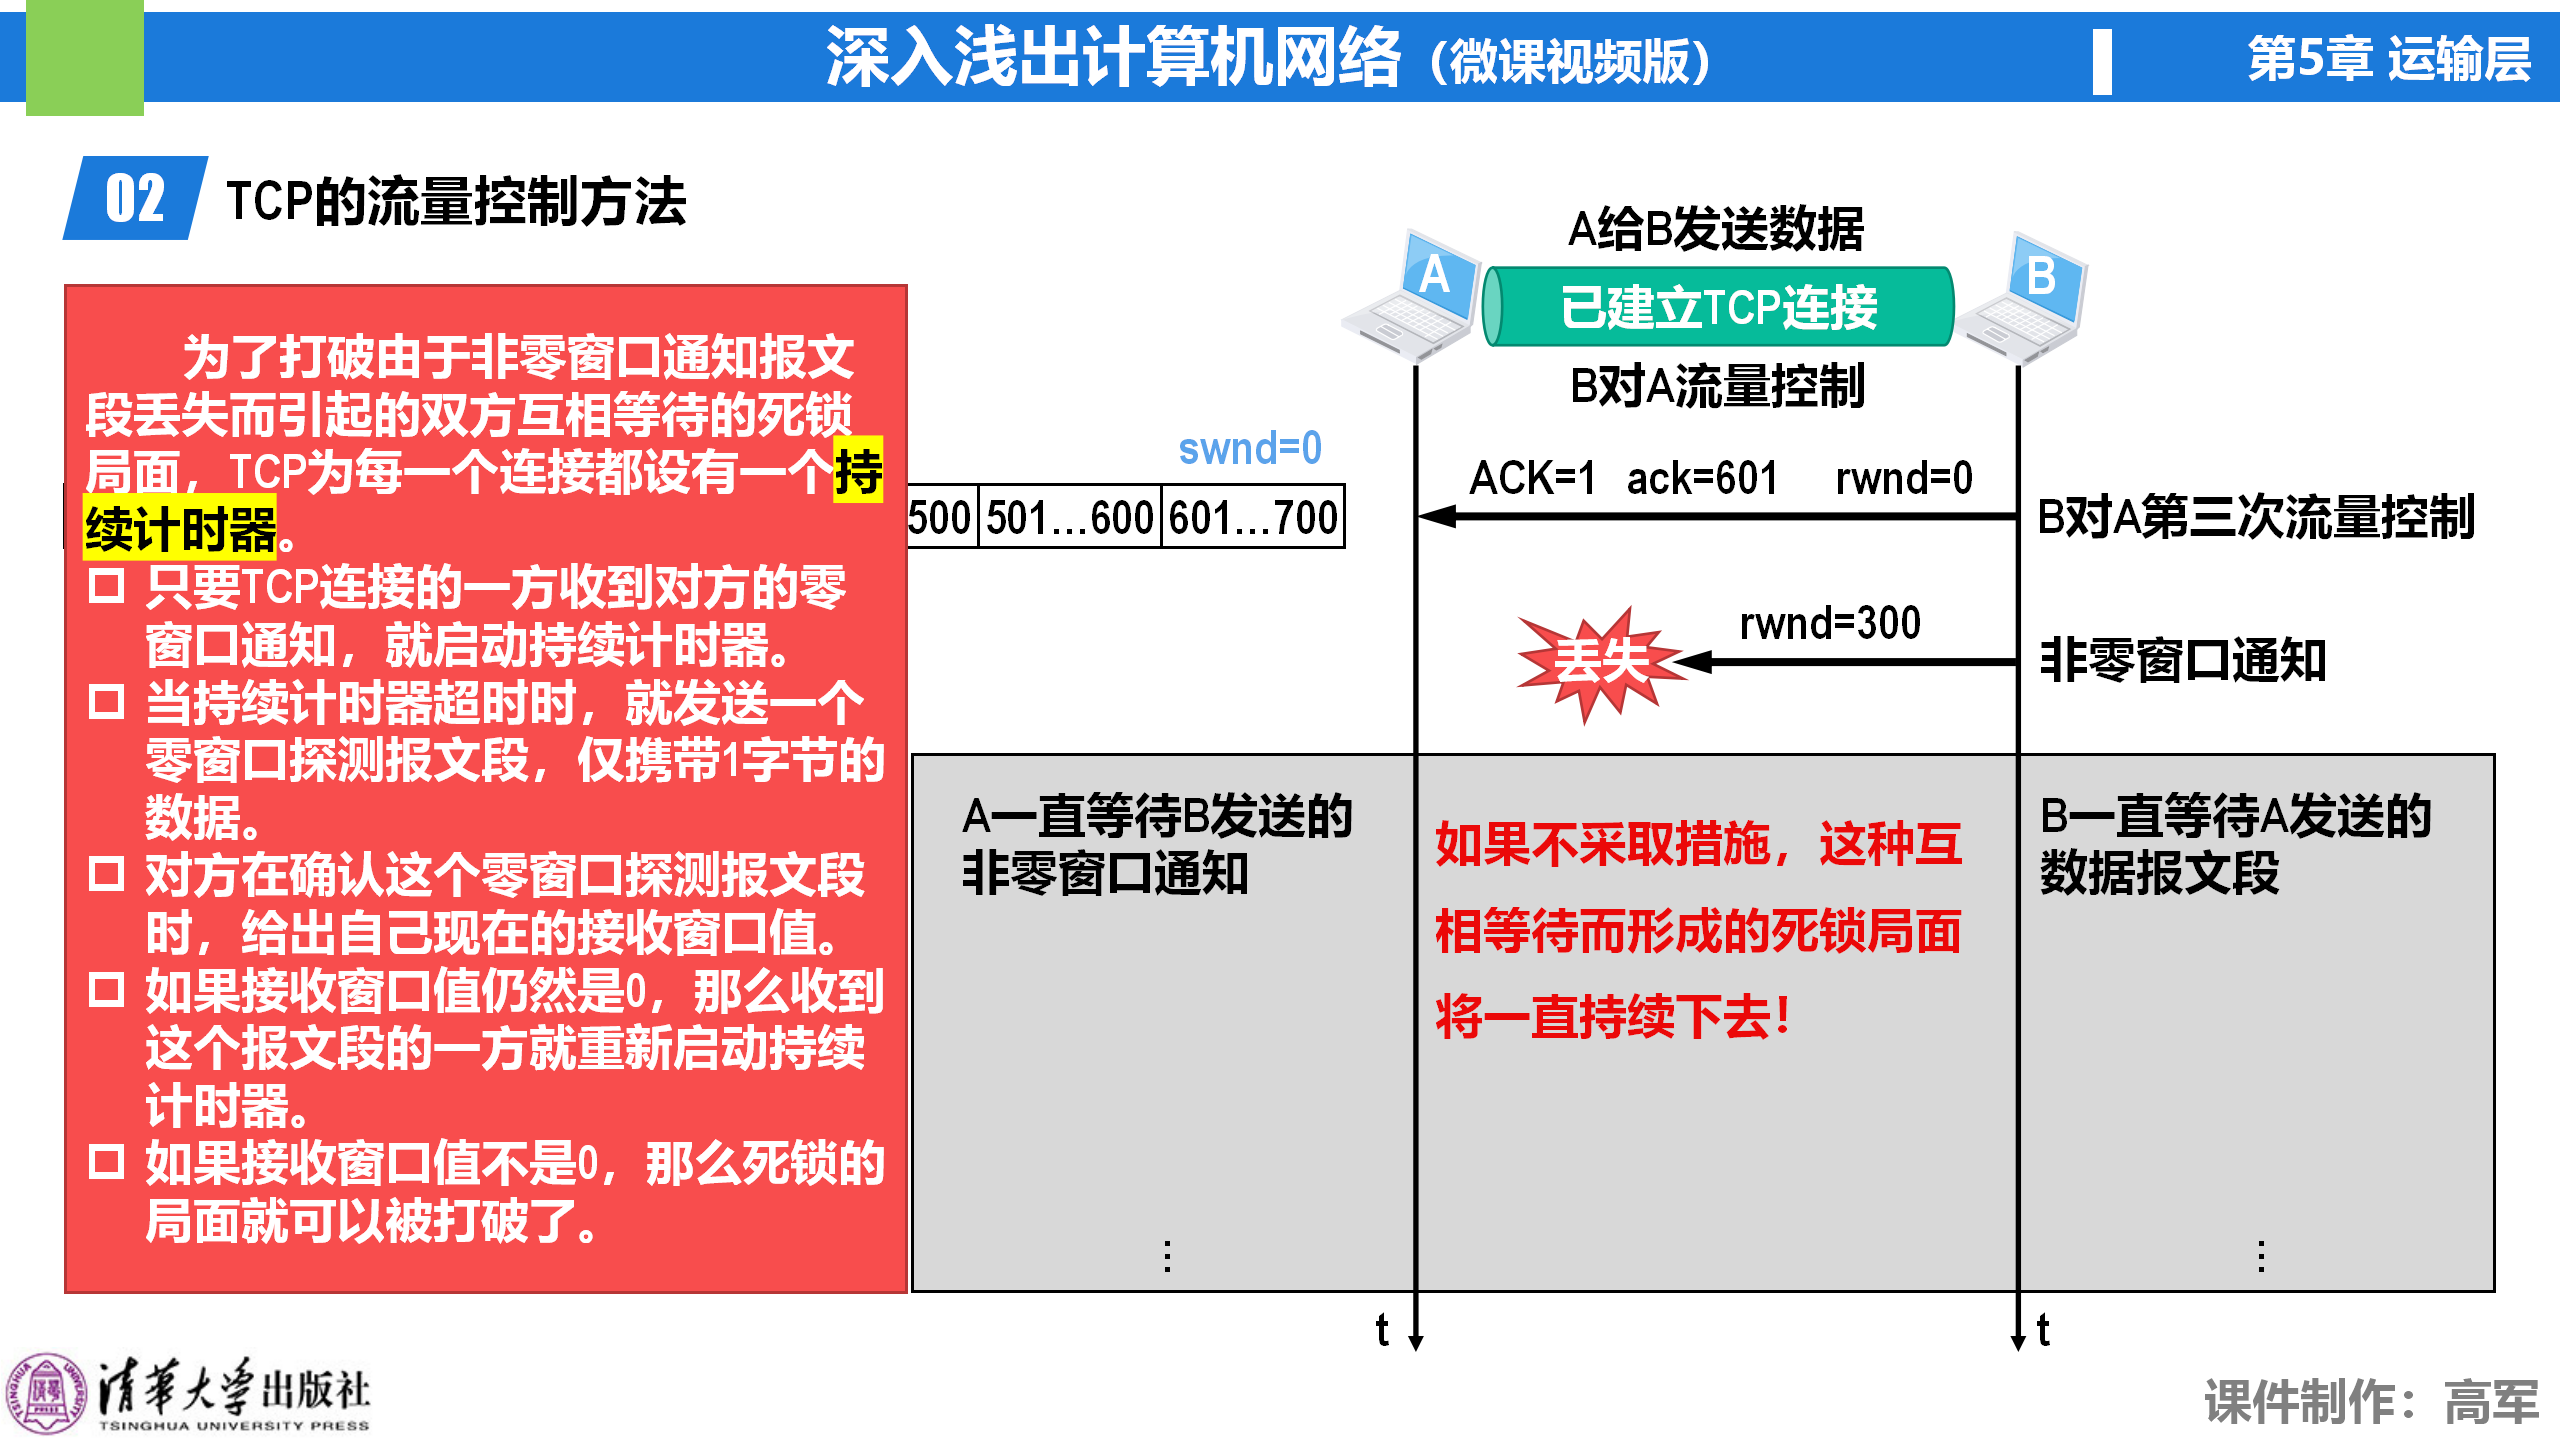 深入浅出计算机网络（微课视频版）
第5章 运输层
02
TCP的流量控制方法
为了打破由于非零窗口通知报文
段丢失而引起的双方互相等待的死锁
局面，TCP为每一个连接都设有一个持
续计时器。
只要TCP连接的一方收到对方的零
窗口通知，就启动持续计时器。
当持续计时器超时时，就发送一个
零窗口探测报文段，仅携带1字节的
数据。
对方在确认这个零窗口探测报文段
时，给出自己现在的接收窗口值。
如果接收窗口值仍然是0，那么收到
这个报文段的一方就重新启动持续
计时器。
如果接收窗口值不是0，那么死锁的
局面就可以被打破了。
A给B发送数据
A
已建立TCP连接
B
B对A流量控制
swnd=0
500
501…600
601…700
ACK=1 ack=601 rwnd=0
B对A第三次流量控制
rwnd=300
丢失
非零窗口通知
A一直等待B发送的
非零窗口通知
⋮
如果不采取措施，这种互
相等待而形成的死锁局面
将一直持续下去！
B一直等待A发送的
数据报文段
⋮
t
t
清华大学出版社
TSINGHUA UNIVERSITY PRESS
课件制作：高军